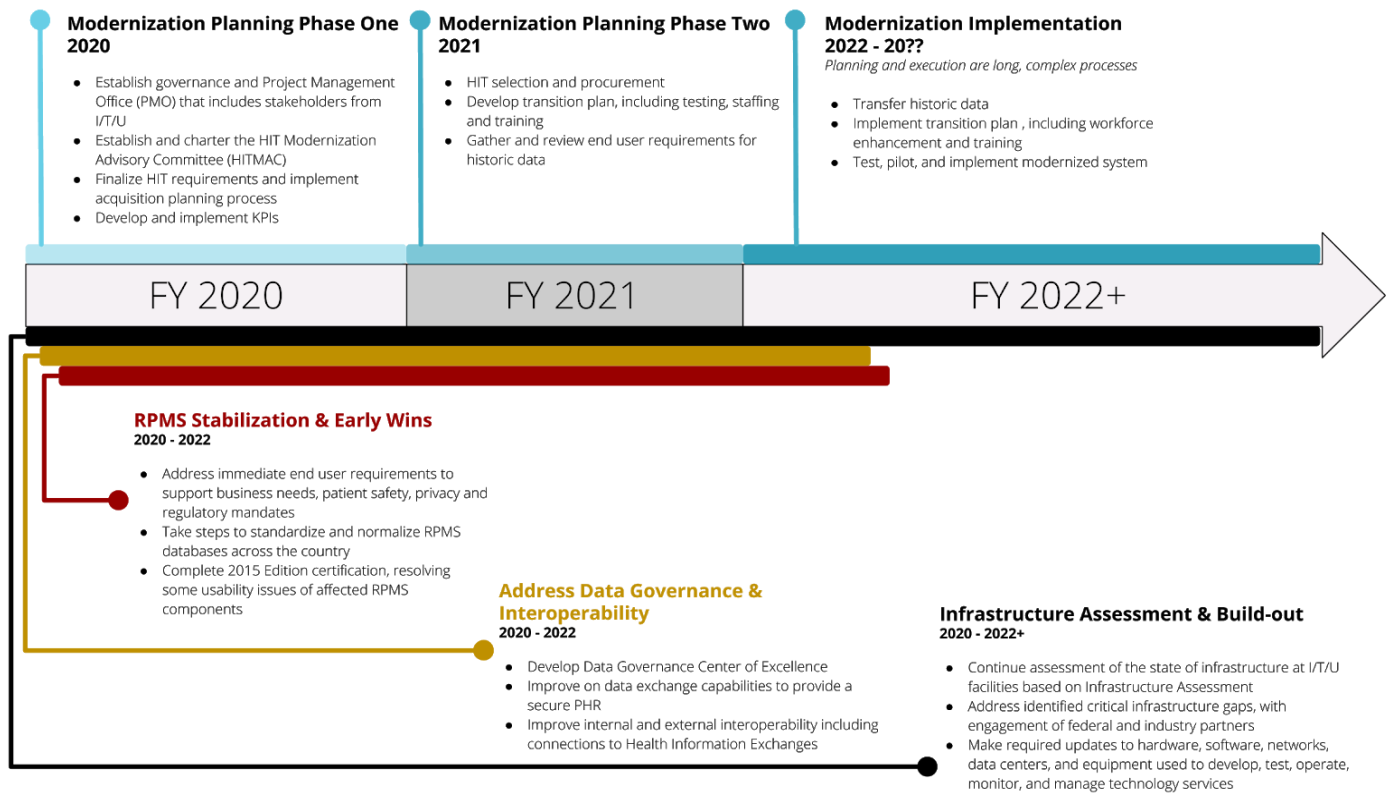 Modernization Planning Phase One
2020
● Establish governance and Project Management
Office (PMO) that includes stakeholders from
I/T/U
● Establish and charter the HIT Modernization
Advisory Committee (HITMAC)
● Finalize HIT requirements and implement
acquisition planning process
● Develop and implement KPIs
Modernization Planning Phase Two
2021
● HIT selection and procurement
● Develop transition plan, including testing, staffing
and training
● Gather and review end user requirements for
historic data
Modernization Implementation
2022 - 20??
Planning and execution are long, complex processes
● Transfer historic data
● Implement transition plan , including workforce
enhancement and training
● Test, pilot, and implement modernized system
FY 2020
FY 2021
FY 2022+
RPMS Stabilization & Early Wins
2020 - 2022
● Address immediate end user requirements to
support business needs, patient safety, privacy and
regulatory mandates
● Take steps to standardize and normalize RPMS
databases across the country
● Complete 2015 Edition certification, resolving
some usability issues of affected RPMS
components
Address Data Governance &
Interoperability
2020 - 2022
● Develop Data Governance Center of Excellence
● Improve on data exchange capabilities to provide a
secure PHR
● Improve internal and external interoperability including
connections to Health Information Exchanges
Infrastructure Assessment & Build-out
2020 - 2022+
● Continue assessment of the state of infrastructure at I/T/U
facilities based on Infrastructure Assessment
● Address identified critical infrastructure gaps, with
engagement of federal and industry partners
● Make required updates to hardware, software, networks,
data centers, and equipment used to develop, test, operate,
monitor, and manage technology services